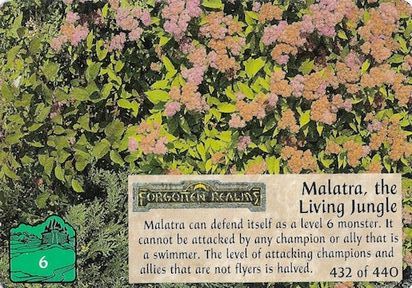 Malatra, the
Living Jungle
FORGOTTEN REALMS
Malatra can defend itself as a level 6 monster. It
cannot be attacked by any champion or ally that is
a swimmer. The level of attacking champions and
allies that are not flyers is halved.
432 of 440
6